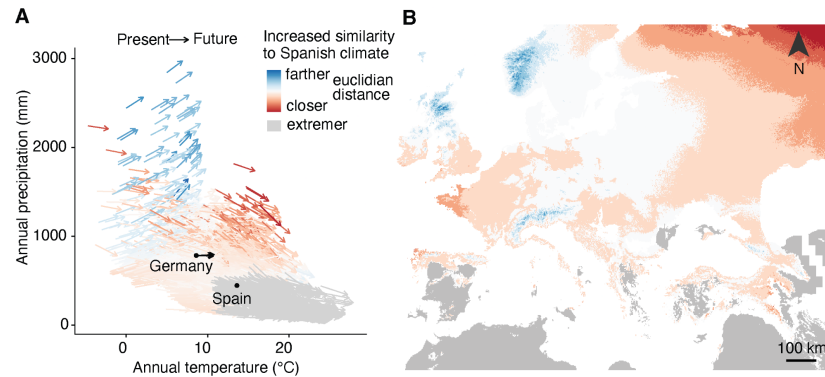 A
Present → Future
Increased similarity
to Spanish climate
farther
euclidian
distance
closer
extremer
Annual precipitation (mm)
3000
2000
1000
0
Germany
Spain
0
10
20
Annual temperature (°C)
B
N
100 km